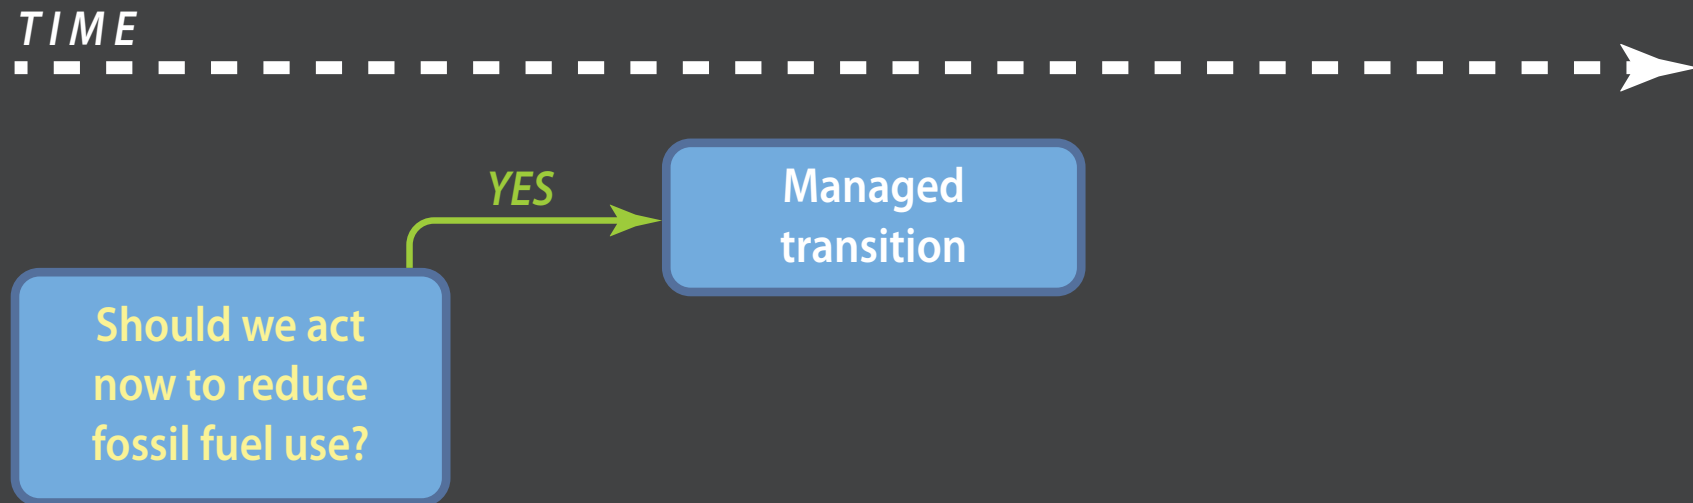 TIME
YES
Managed
transition
Should we act
now to reduce
fossil fuel use?